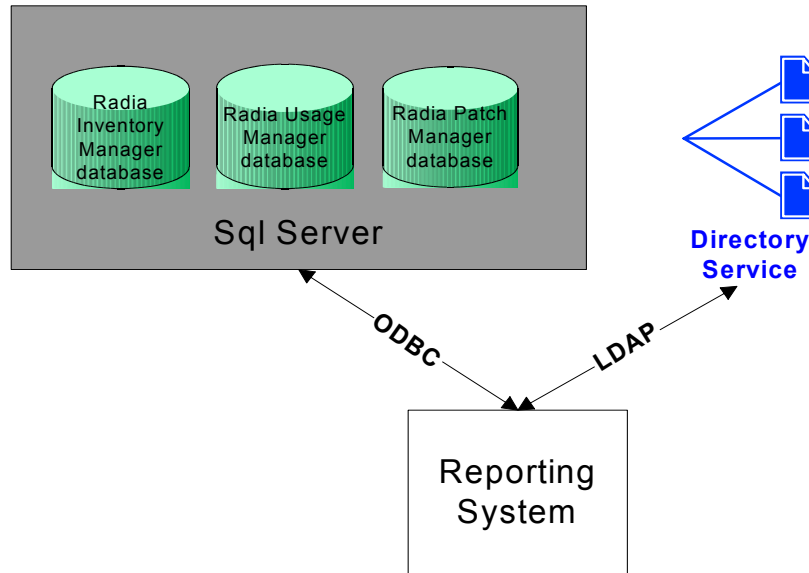 Radia
Inventory
Manager
database
Radia Usage
Manager
database
Radia Patch
Manager
database
Sql Server
Directory
Service
ODBC
LDAP
Reporting
System